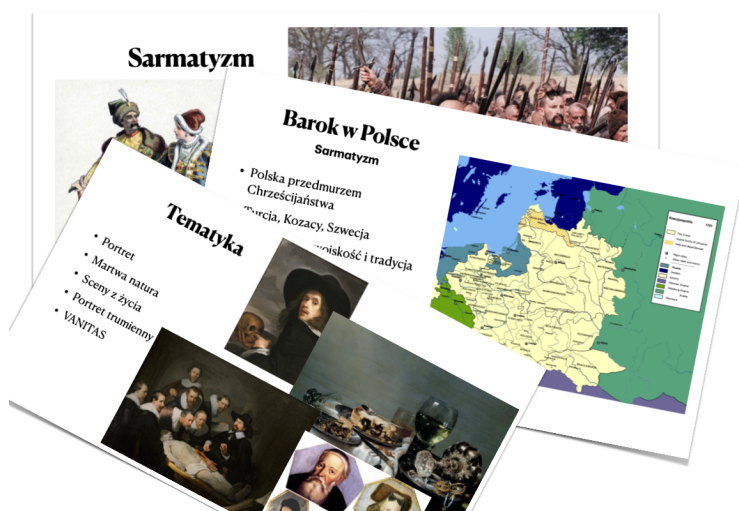 Sarmatyzm
Barok w Polsce
Sarmatyzm
• Polska przedmurzem
Chrześcijaństwa
Turcja, Kozacy, Szwecja
wojskość i tradycja
Tematyka
• Portret
• Martwa natura
• Sceny z życia
• Portret trumienny
• VANITAS